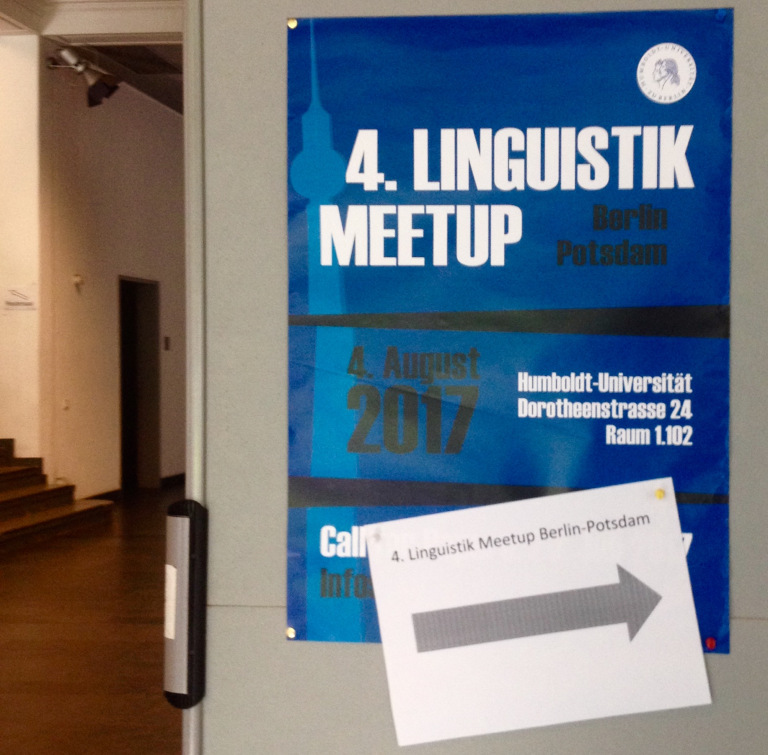 4. LINGUISTIK
MEETUP
Berlin
Potsdam
4. August
2017
Humboldt-Universität
Dorotheenstrasse 24
Raum 1.102
Call
4. Linguistik Meetup Berlin-Potsdam